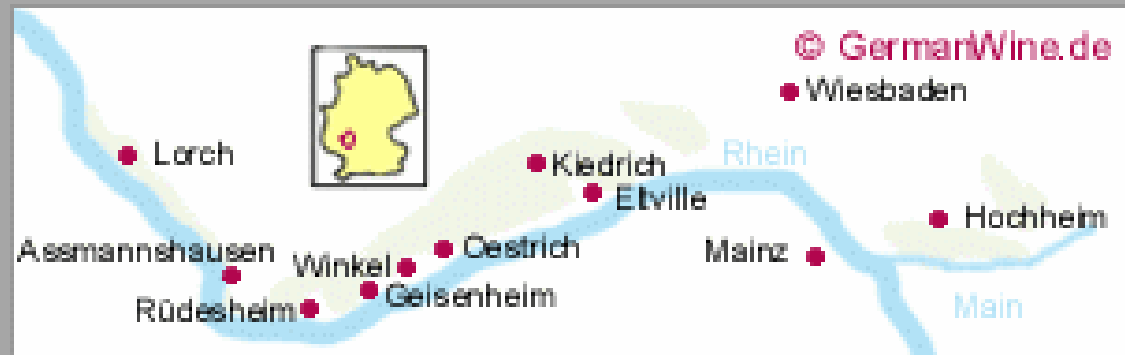 © GermanWine.de
Wiesbaden
Lorch
Rhein
Kiedrich
Eltville
Hochheim
Assmannshausen
Winkel
Oestrich
Mainz
Rüdesheim
Geisenheim
Main